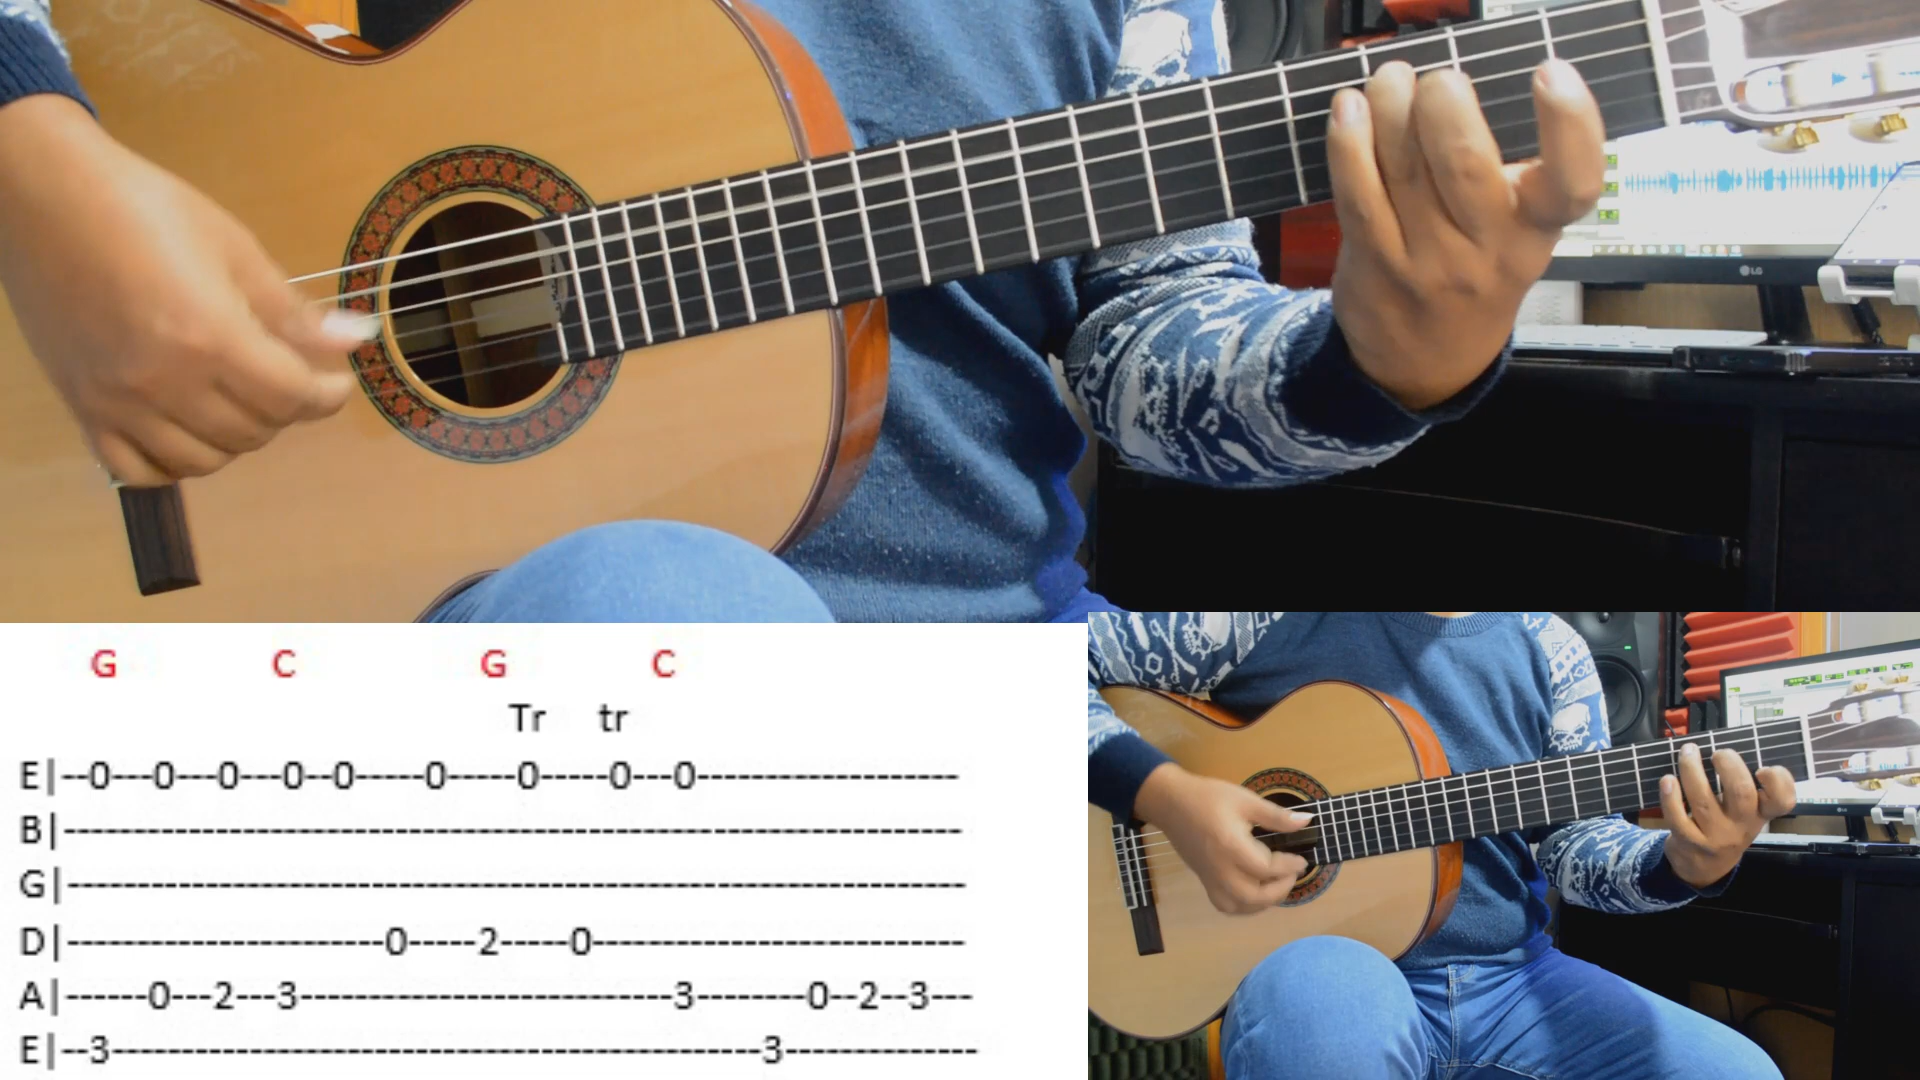 LG
G C G C
Tr tr
E|--0---0---0---0--0-----0-----0-----0---0-----------------
B|---------------------------------------------------------
G|---------------------------------------------------------
D|--------------------0-----2-----0------------------------
A|-----0---2---3------------------------3-------0--2--3---
E|--3-----------------------------------------3-------------